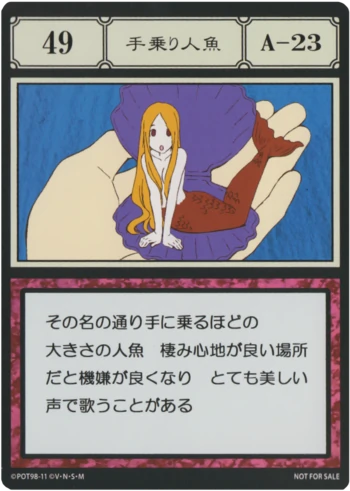 49
手乗り人魚
A-23
その名の通り手に乗るほどの
大きさの人魚　棲み心地が良い場所
だと機嫌が良くなり　とても美しい
声で歌うことがある
©POT98-11 ©V・N・S・M
NOT FOR SALE